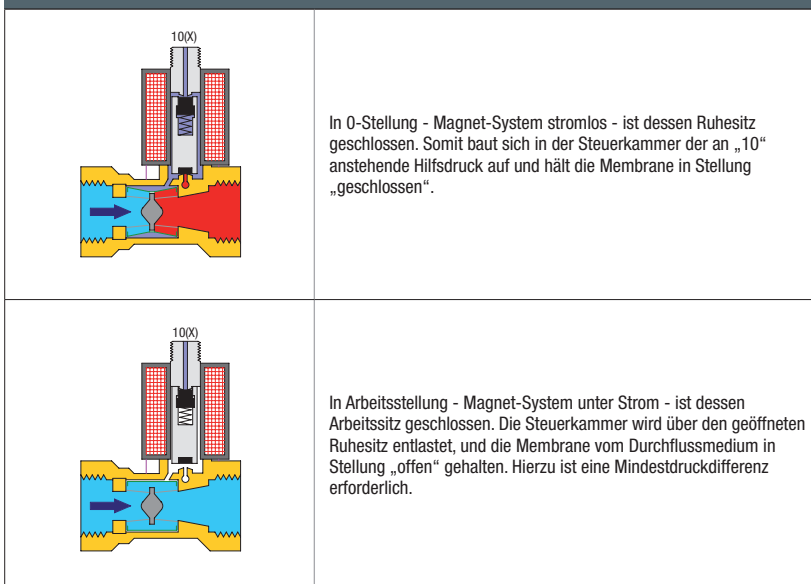 10(X)
In 0-Stellung - Magnet-System stromlos - ist dessen Ruhesitz
geschlossen. Somit baut sich in der Steuerkammer der an „10“
anstehende Hilfsdruck auf und hält die Membrane in Stellung
„geschlossen“.
10(X)
In Arbeitsstellung - Magnet-System unter Strom - ist dessen
Arbeitssitz geschlossen. Die Steuerkammer wird über den geöffneten
Ruhesitz entlastet, und die Membrane vom Durchflussmedium in
Stellung „offen“ gehalten. Hierzu ist eine Mindestdruckdifferenz
erforderlich.